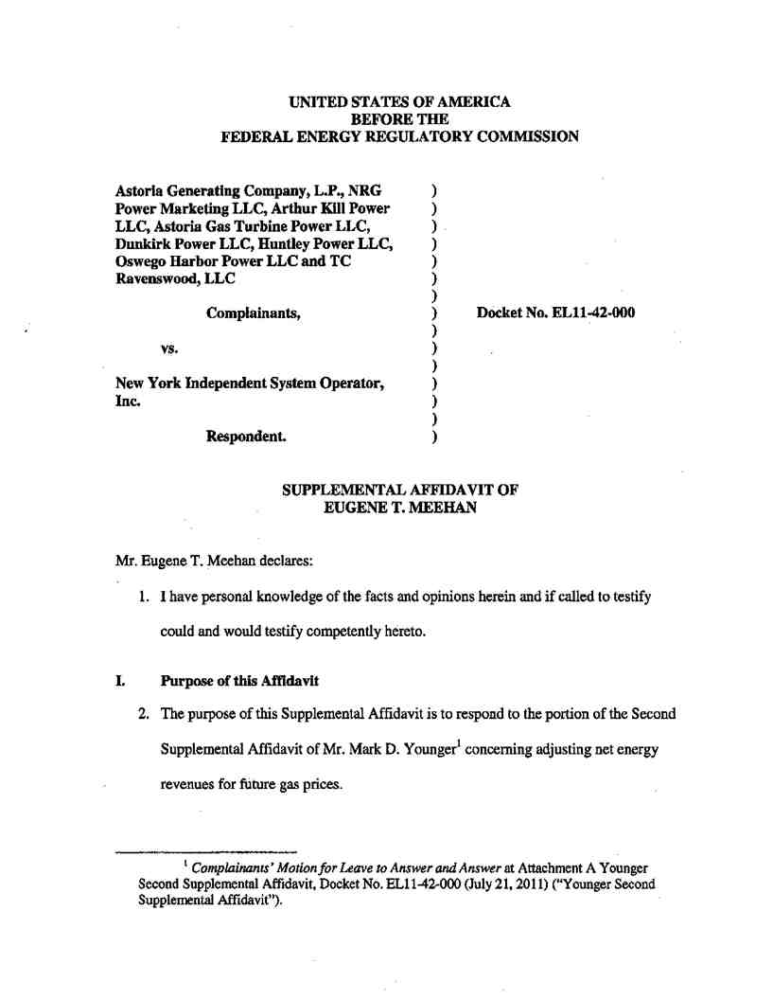 UNITED STATES OF AMERICA
BEFORE THE
FEDERAL ENERGY REGULATORY COMMISSION
Astoria Generating Company, L.P., NRG )
Power Marketing LLC, Arthur Kill Power )
LLC, Astoria Gas Turbine Power LLC, )
Dunkirk Power LLC, Huntley Power LLC, )
Oswego Harbor Power LLC and TC )
Ravenswood, LLC )
)
Complainants, ) Docket No. EL11-42-000
)
vs. )
)
New York Independent System Operator, )
Inc. )
)
Respondent. )
SUPPLEMENTAL AFFIDAVIT OF
EUGENE T. MEEHAN
Mr. Eugene T. Meehan declares:
1. I have personal knowledge of the facts and opinions herein and if called to testify
could and would testify competently hereto.
I. Purpose of this Affidavit
2. The purpose of this Supplemental Affidavit is to respond to the portion of the Second
Supplemental Affidavit of Mr. Mark D. Younger¹ concerning adjusting net energy
revenues for future gas prices.
¹ Complainants' Motion for Leave to Answer and Answer at Attachment A Younger
Second Supplemental Affidavit, Docket No. EL11-42-000 (July 21, 2011) ("Younger Second
Supplemental Affidavit").